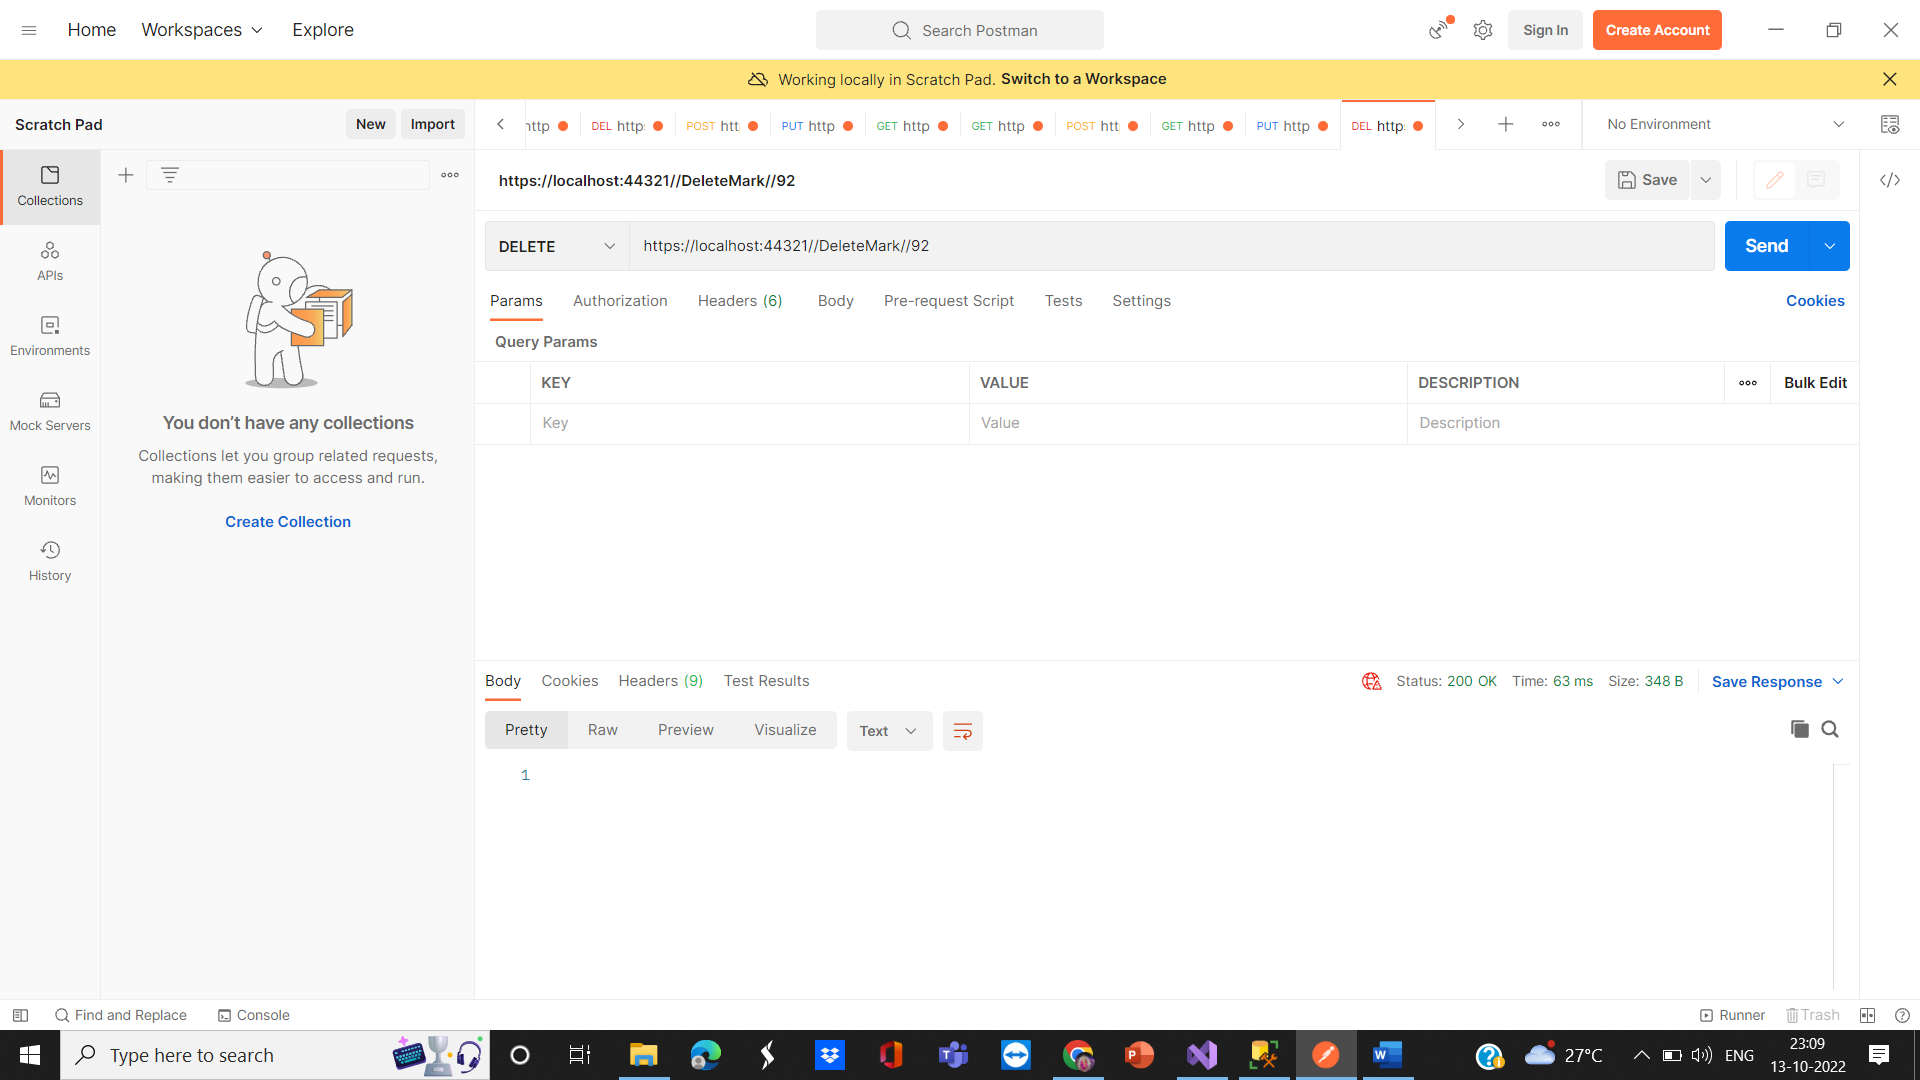 Home Workspaces Explore Search Postman Sign In Create Account
Working locally in Scratch Pad. Switch to a Workspace
Scratch Pad New Import
http DEL http POST htt PUT http GET http GET http POST htt GET http PUT http DEL http No Environment
Collections
APIs
Environments
Mock Servers
Monitors
History
You don't have any collections
Collections let you group related requests,
making them easier to access and run.
Create Collection
https://localhost:44321//DeleteMark//92 Save
DELETE https://localhost:44321//DeleteMark//92 Send
Params Authorization Headers (6) Body Pre-request Script Tests Settings Cookies
Query Params
KEY VALUE DESCRIPTION Bulk Edit
Key Value Description
Body Cookies Headers (9) Test Results Status: 200 OK Time: 63 ms Size: 348 B Save Response
Pretty Raw Preview Visualize Text
1
Find and Replace Console Runner Trash
Type here to search 27°C ENG 23:09
13-10-2022